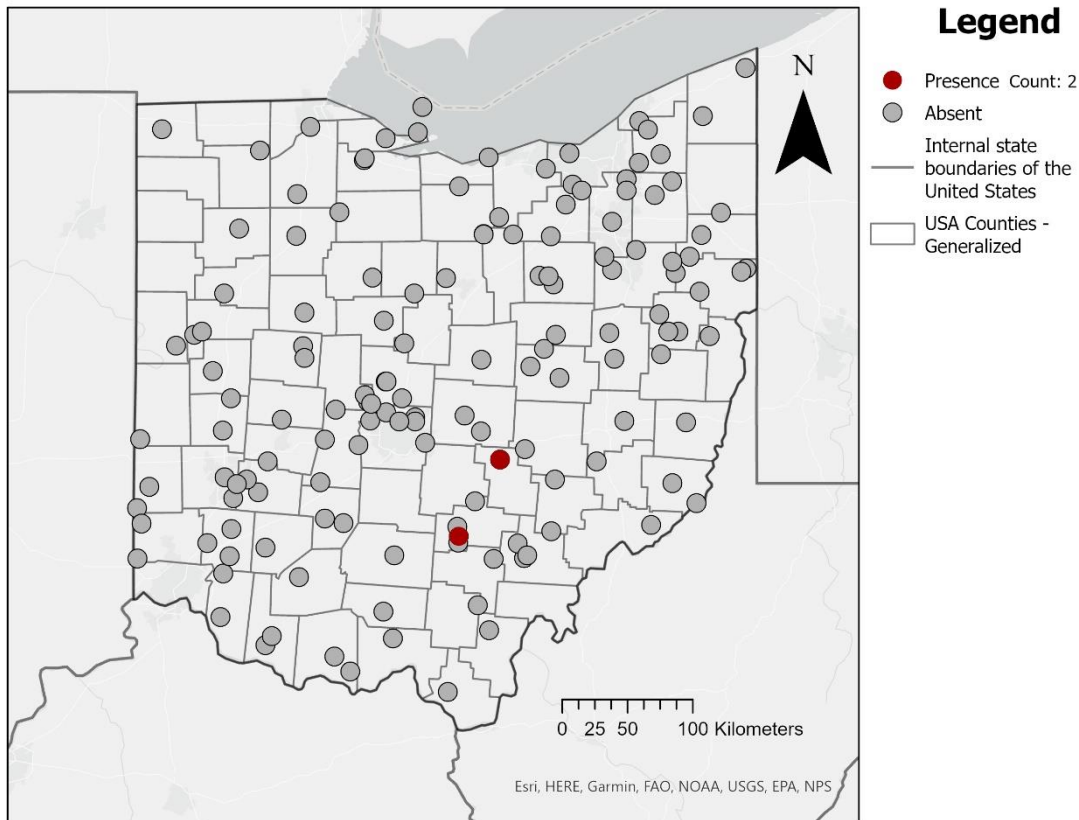 Legend
N
Presence Count: 2
Absent
Internal state
boundaries of the
United States
USA Counties -
Generalized
0 25 50 100 Kilometers
Esri, HERE, Garmin, FAO, NOAA, USGS, EPA, NPS